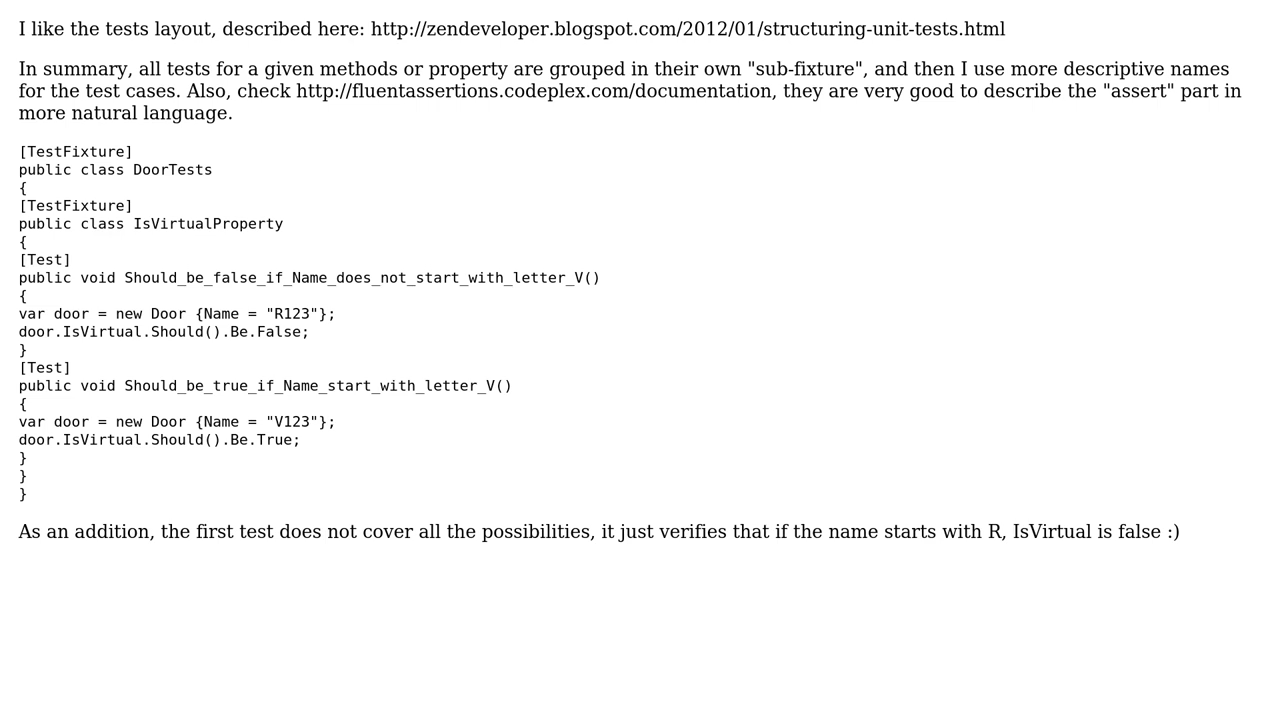 I like the tests layout, described here: http://zendeveloper.blogspot.com/2012/01/structuring-unit-tests.html
In summary, all tests for a given methods or property are grouped in their own "sub-fixture", and then I use more descriptive names
for the test cases. Also, check http://fluentassertions.codeplex.com/documentation, they are very good to describe the "assert" part in
more natural language.
[TestFixture]
public class DoorTests
{
[TestFixture]
public class IsVirtualProperty
{
[Test]
public void Should_be_false_if_Name_does_not_start_with_letter_V()
{
var door = new Door {Name = "R123"};
door.IsVirtual.Should().Be.False;
}
[Test]
public void Should_be_true_if_Name_start_with_letter_V()
{
var door = new Door {Name = "V123"};
door.IsVirtual.Should().Be.True;
}
}
}
As an addition, the first test does not cover all the possibilities, it just verifies that if the name starts with R, IsVirtual is false :)